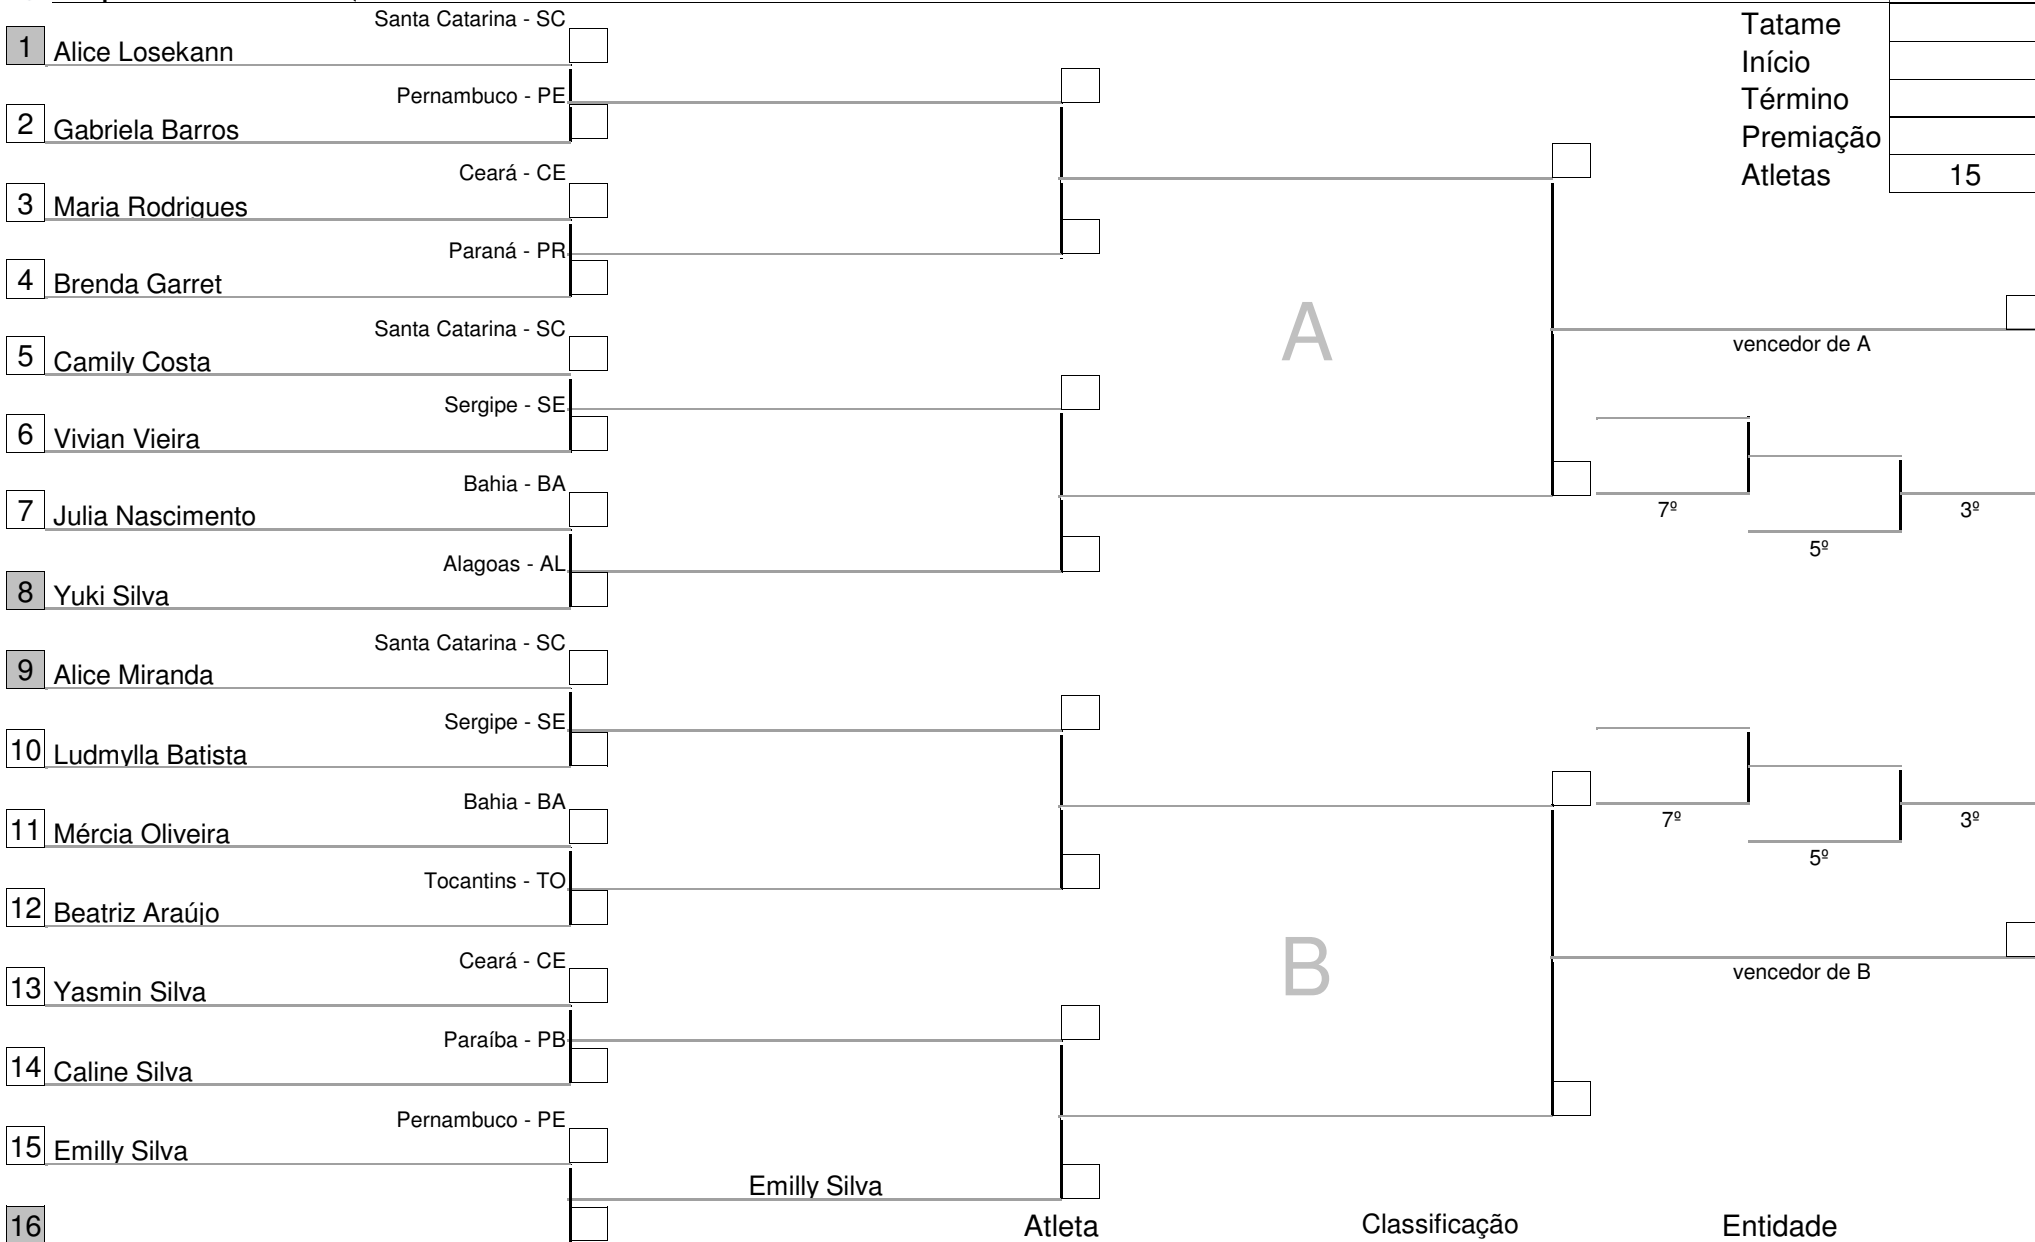 Santa Catarina - SC
1 Alice Losekann
Pernambuco - PE
2 Gabriela Barros
Ceará - CE
3 Maria Rodrigues
Paraná - PR
4 Brenda Garret
Santa Catarina - SC
5 Camily Costa
Sergipe - SE
6 Vivian Vieira
Bahia - BA
7 Julia Nascimento
Alagoas - AL
8 Yuki Silva
Santa Catarina - SC
9 Alice Miranda
Sergipe - SE
10 Ludmylla Batista
Bahia - BA
11 Mércia Oliveira
Tocantins - TO
12 Beatriz Araújo
Ceará - CE
13 Yasmin Silva
Paraíba - PB
14 Caline Silva
Pernambuco - PE
15 Emilly Silva
Emilly Silva
16
A
B
Tatame
Início
Término
Premiação
Atletas 15
vencedor de A
7º
3º
5º
7º
3º
5º
vencedor de B
Atleta Classificação Entidade